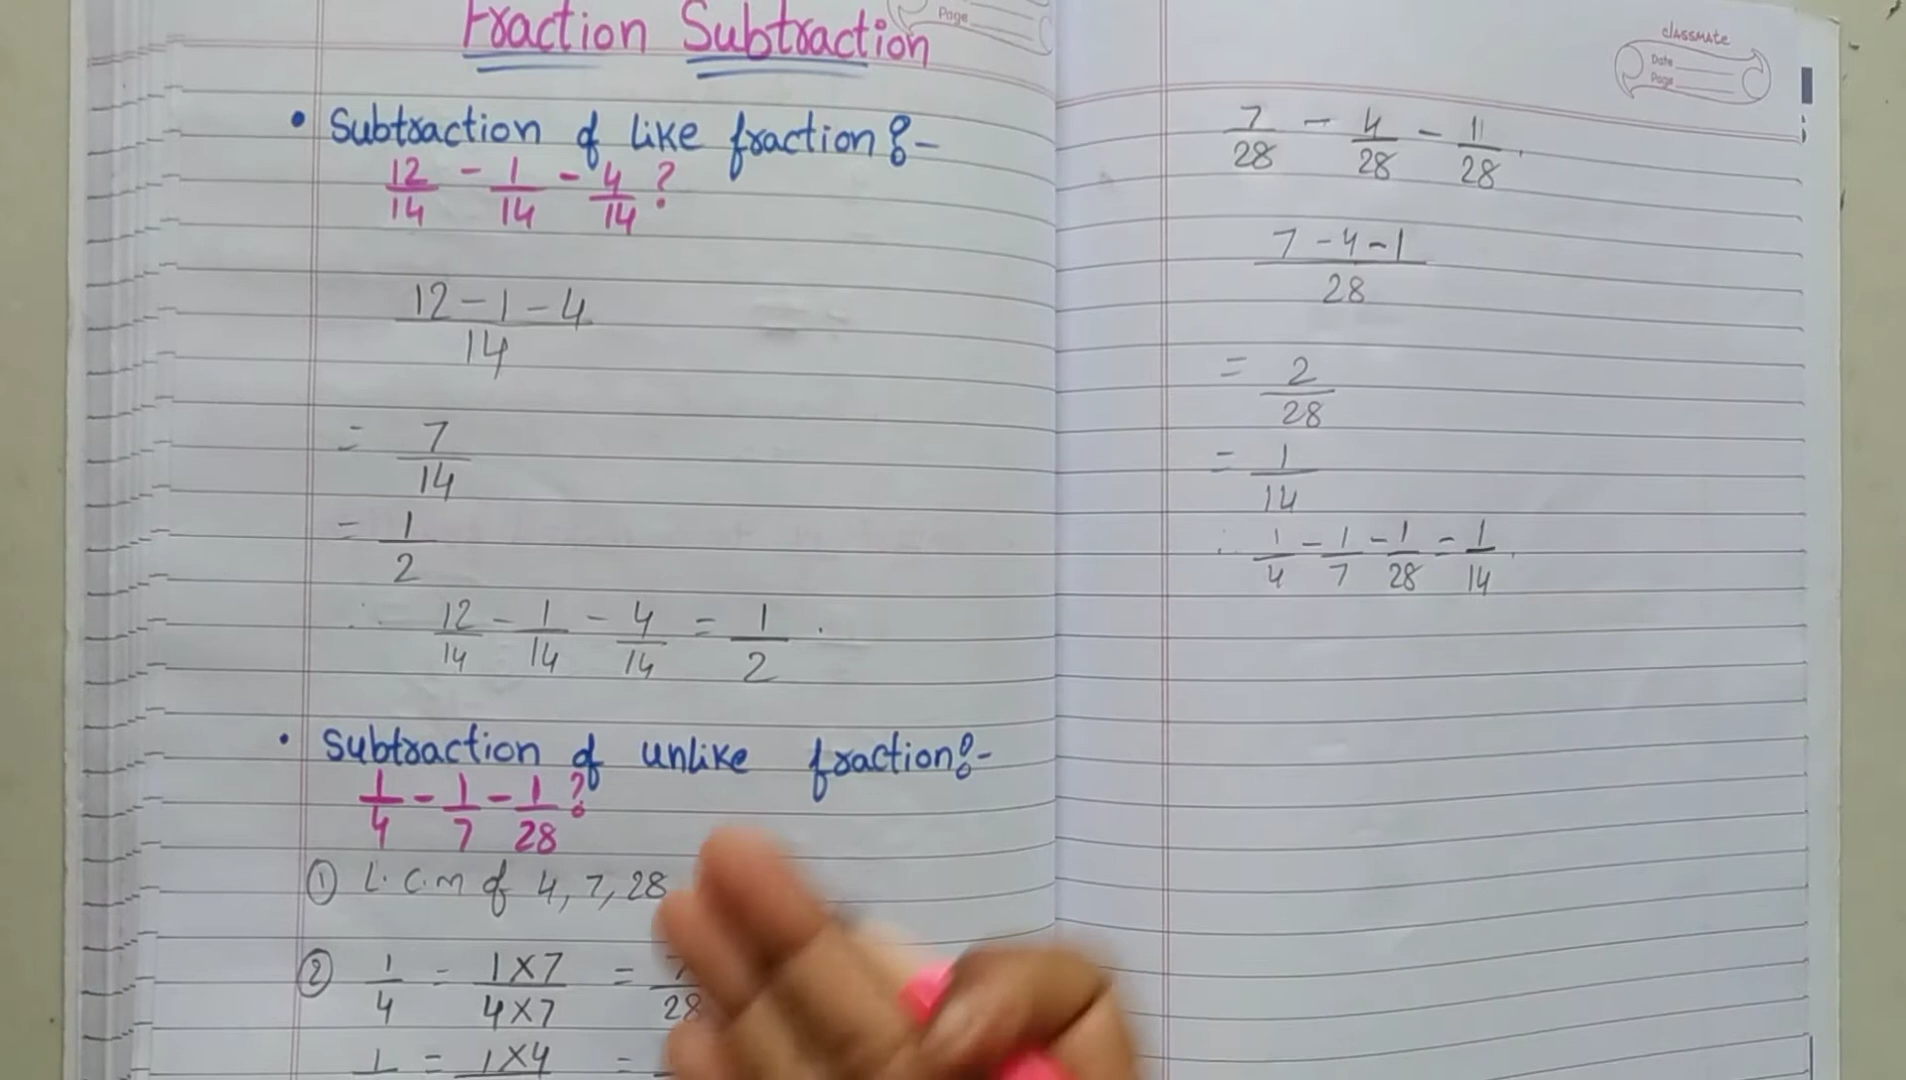 Fraction Subtraction
Page
• Subtraction of like fraction :-
12/14 - 1/14 - 4/14 ?
12 - 1 - 4 / 14
= 7/14
= 1/2
∴ 12/14 - 1/14 - 4/14 = 1/2 .
• Subtraction of unlike fraction :-
1/4 - 1/7 - 1/28 ?
① L.C.M of 4, 7, 28
② 1/4 = 1×7/4×7 = 7/28
1 = 1×4 =
classmate
Date
Page
7/28 - 4/28 - 11/28 .
7 - 4 - 1 / 28
= 2/28
= 1/14
∴ 1/4 - 1/7 - 1/28 = 1/14 .